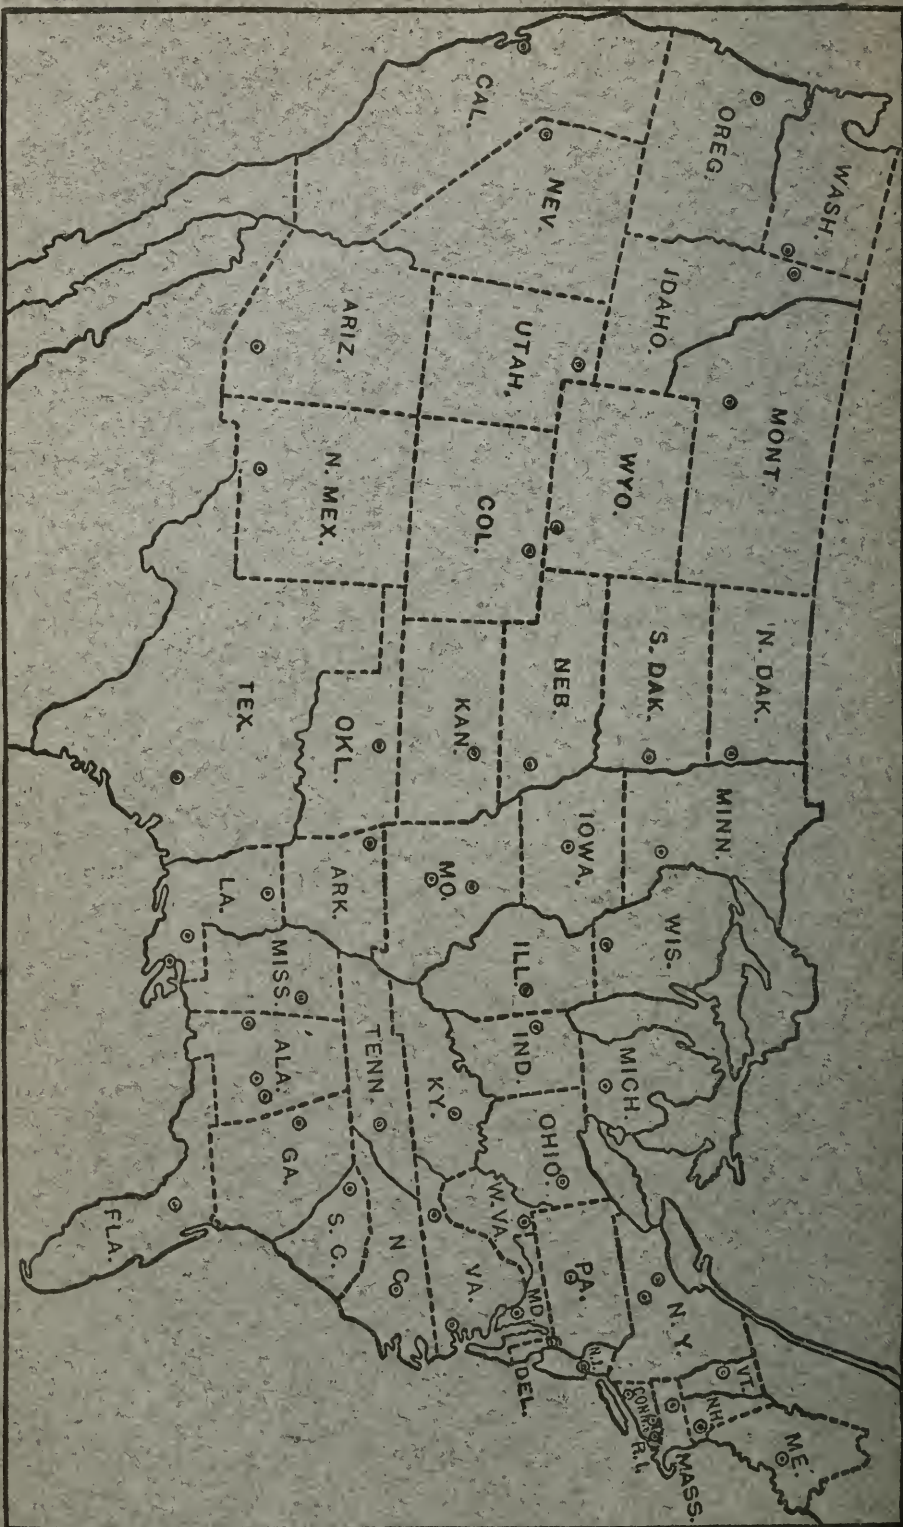 WASH.
OREG.
CAL.
NEV.
IDAHO.
MONT.
UTAH,
ARIZ.
WYO.
COL.
N. MEX.
N. DAK.
S. DAK.
NEB.
KAN.
OKL.
TEX.
MINN.
IOWA.
MO.
ARK.
LA.
WIS.
ILL.
MISS.
MICH.
IND.
KY.
TENN.
ALA.
OHIO.
GA.
FLA.
W. VA.
VA.
N C.
S. C.
PA.
MD
DEL.
N. Y.
N.J.
VT.
N.H.
ME.
MASS.
CONN.
R.I.